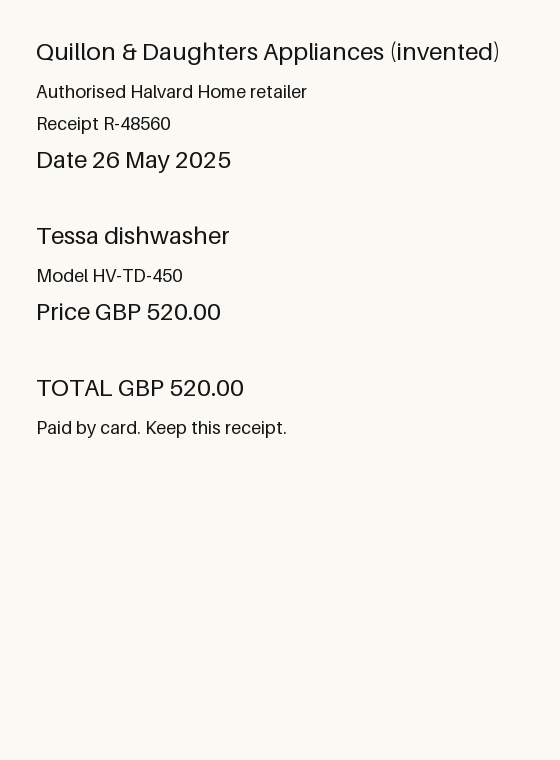 Quillon & Daughters Appliances (invented)
Authorised Halvard Home retailer
Receipt R-48560
Date 26 May 2025
Tessa dishwasher
Model HV-TD-450
Price GBP 520.00
TOTAL GBP 520.00
Paid by card. Keep this receipt.